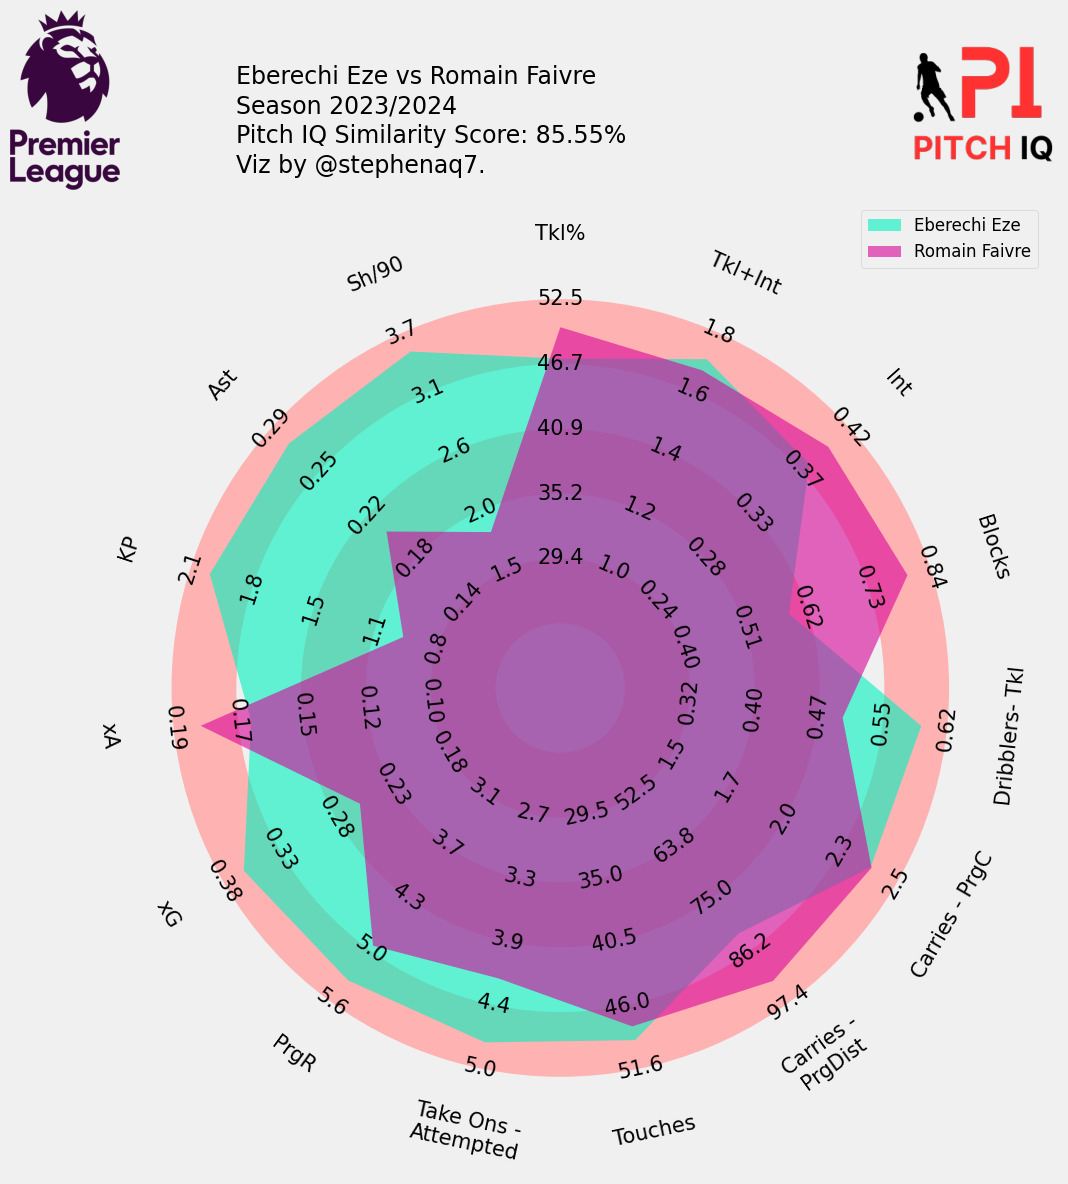 Premier
League
Eberechi Eze vs Romain Faivre
Season 2023/2024
Pitch IQ Similarity Score: 85.55%
Viz by @stephenaq7.
PI
PITCH IQ
Eberechi Eze
Romain Faivre
Tkl%
52.5
46.7
40.9
35.2
29.4
Tkl+Int
1.8
1.6
1.4
1.2
1.0
Int
0.42
0.37
0.33
0.28
0.24
Blocks
0.84
0.73
0.62
0.51
0.40
Dribblers- Tkl
0.62
0.55
0.47
0.40
0.32
Carries - PrgC
2.5
2.3
2.0
1.7
1.5
Carries -
PrgDist
97.4
86.2
75.0
63.8
52.5
Touches
51.6
46.0
40.5
35.0
29.5
Take Ons -
Attempted
5.0
4.4
3.9
3.3
2.7
PrgR
5.6
5.0
4.3
3.7
3.1
xG
0.38
0.33
0.28
0.23
0.18
xA
0.19
0.17
0.15
0.12
0.10
KP
2.1
1.8
1.5
1.1
0.8
Ast
0.29
0.25
0.22
0.18
0.14
Sh/90
3.7
3.1
2.6
2.0
1.5